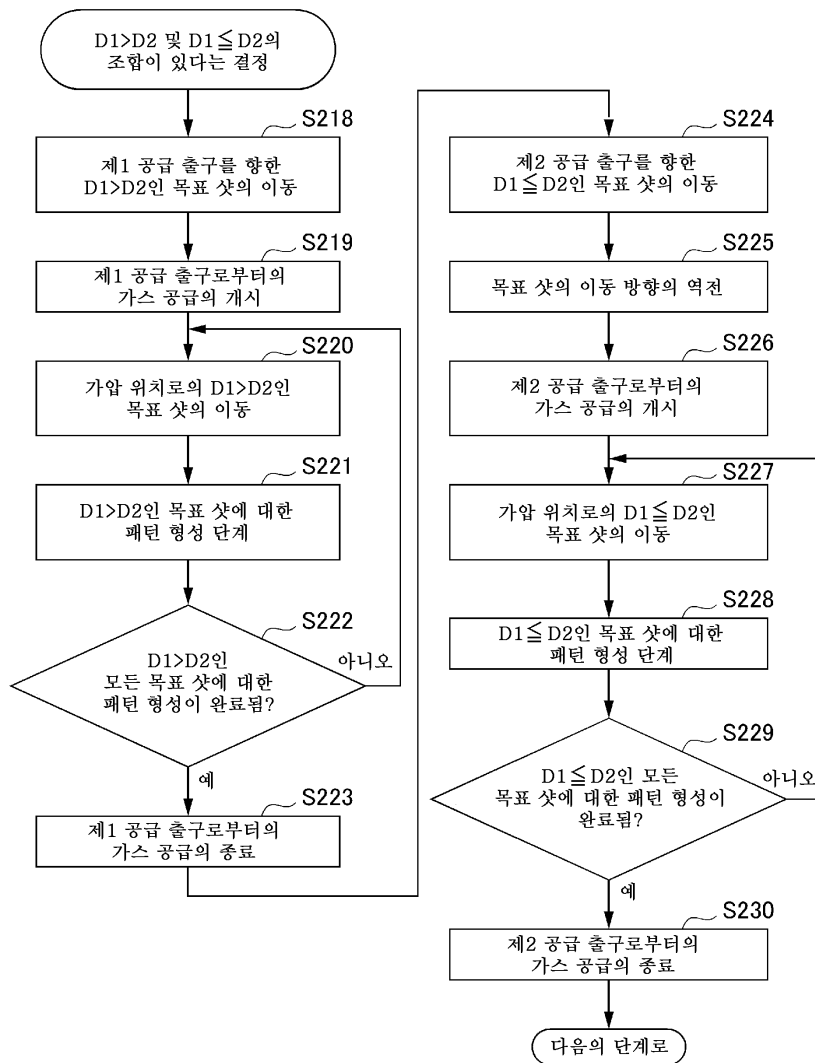 D1>D2 및 D1≦D2의
조합이 있다는 결정
S218
제1 공급 출구를 향한
D1>D2인 목표 샷의 이동
S219
제1 공급 출구로부터의
가스 공급의 개시
S220
가압 위치로의 D1>D2인
목표 샷의 이동
S221
D1>D2인 목표 샷에 대한
패턴 형성 단계
S222
D1>D2인
모든 목표 샷에 대한
패턴 형성이 완료됨?
아니오
예
S223
제1 공급 출구로부터의
가스 공급의 종료
S224
제2 공급 출구를 향한
D1≦D2인 목표 샷의 이동
S225
목표 샷의 이동 방향의 역전
S226
제2 공급 출구로부터의
가스 공급의 개시
S227
가압 위치로의 D1≦D2인
목표 샷의 이동
S228
D1≦D2인 목표 샷에 대한
패턴 형성 단계
S229
D1≦D2인 모든
목표 샷에 대한 패턴 형성이
완료됨?
아니오
예
S230
제2 공급 출구로부터의
가스 공급의 종료
다음의 단계로